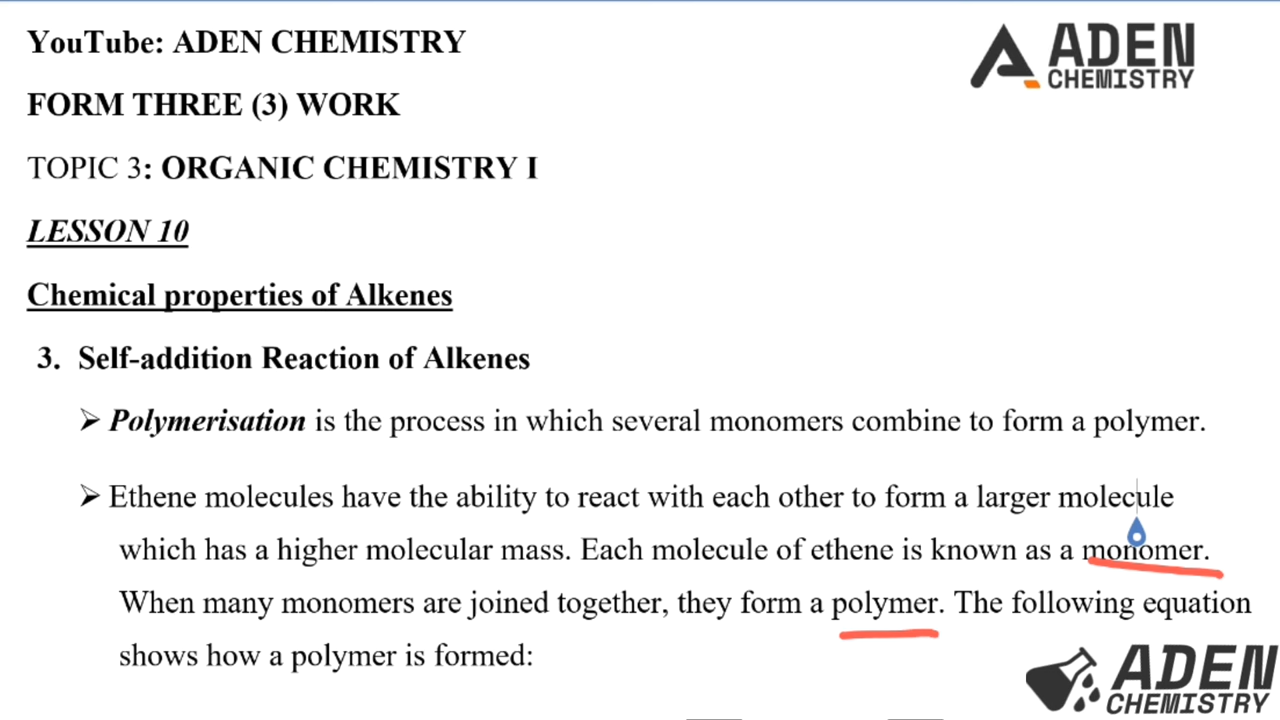 YouTube: ADEN CHEMISTRY
ADEN
CHEMISTRY
FORM THREE (3) WORK
TOPIC 3: ORGANIC CHEMISTRY I
LESSON 10
Chemical properties of Alkenes
3. Self-addition Reaction of Alkenes
➢ Polymerisation is the process in which several monomers combine to form a polymer.
➢ Ethene molecules have the ability to react with each other to form a larger molecule
which has a higher molecular mass. Each molecule of ethene is known as a monomer.
When many monomers are joined together, they form a polymer. The following equation
shows how a polymer is formed:
ADEN
CHEMISTRY